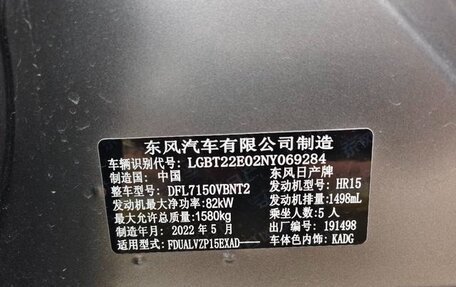 东风汽车有限公司制造
车辆识别代号: LGBT22E02NY069284
制造国: 中国 东风日产牌
整车型号: DFL7150VBNT2 发动机型号: HR15
发动机最大净功率: 82kW 发动机排量: 1498mL
最大允许总质量: 1580kg 乘坐人数: 5 人
制造年月: 2022 年 5 月 出厂编号: 191498
适用型式: FDUALVZP15EXAD—— 车体色内饰: KADG